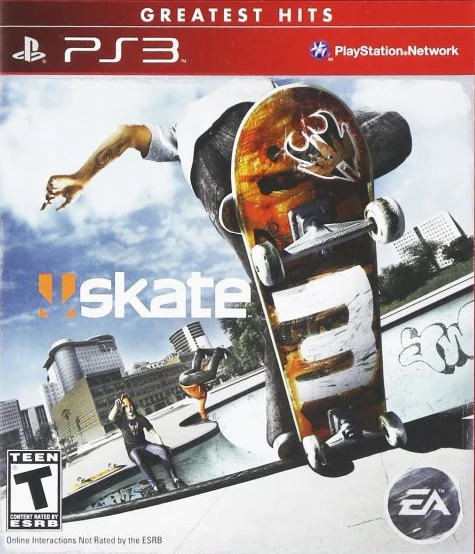 GREATEST HITS
PS3
PlayStation®Network
skate
3
TEEN
T
CONTENT RATED BY
ESRB
EA
Online Interactions Not Rated by the ESRB